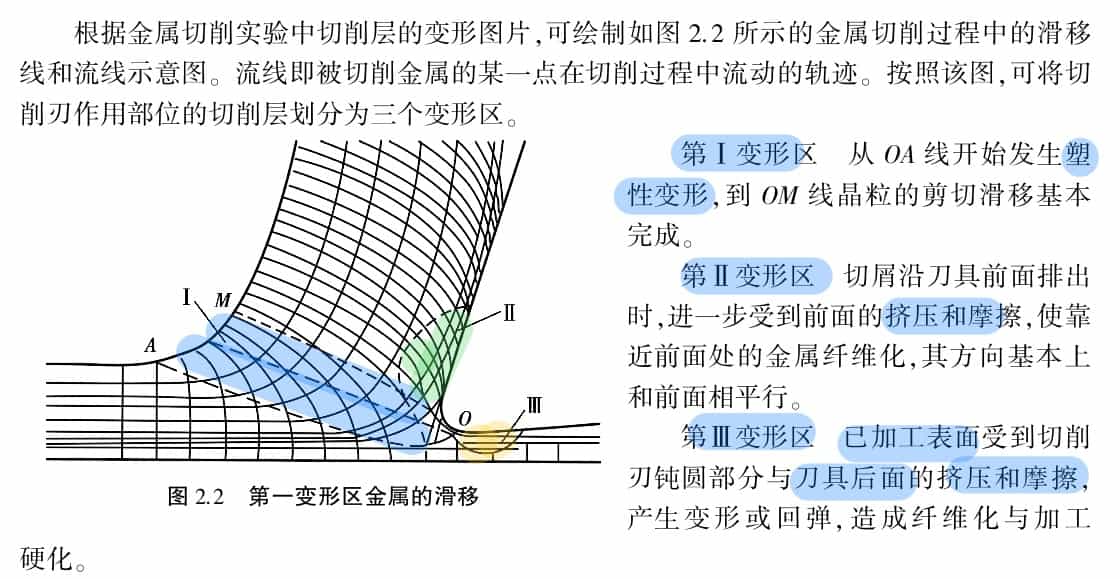 根据金属切削实验中切削层的变形图片,可绘制如图 2.2 所示的金属切削过程中的滑移
线和流线示意图。流线即被切削金属的某一点在切削过程中流动的轨迹。按照该图,可将切
削刃作用部位的切削层划分为三个变形区。
第Ⅰ变形区 从 OA 线开始发生塑
性变形,到 OM 线晶粒的剪切滑移基本
完成。
第Ⅱ变形区 切屑沿刀具前面排出
时,进一步受到前面的挤压和摩擦,使靠
近前面处的金属纤维化,其方向基本上
和前面相平行。
第Ⅲ变形区 已加工表面受到切削
刃钝圆部分与刀具后面的挤压和摩擦,
产生变形或回弹,造成纤维化与加工
硬化。
Ⅰ
M
A
Ⅱ
O
Ⅲ
图 2.2 第一变形区金属的滑移